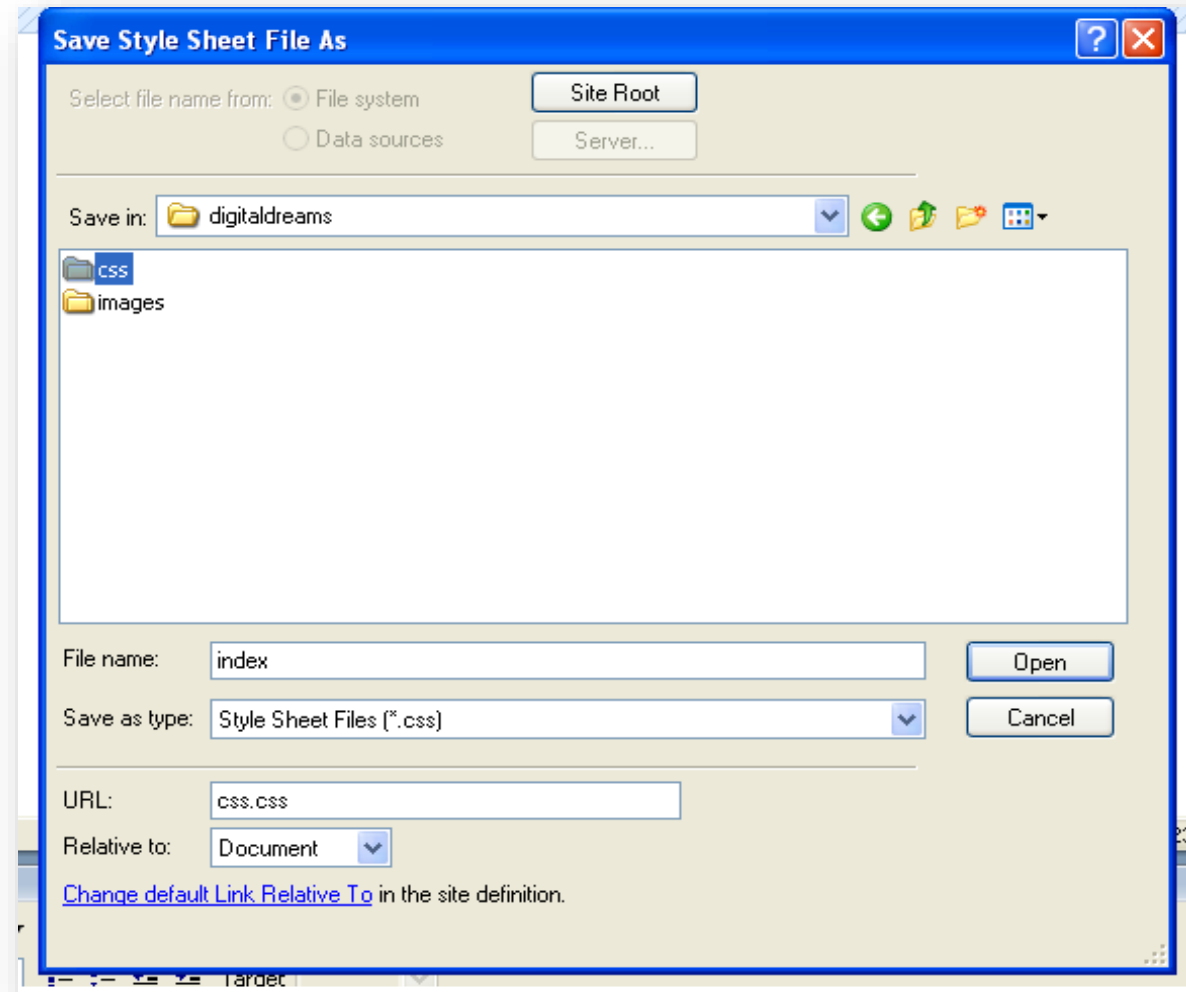 Save Style Sheet File As
Select file name from: File system
Site Root
Data sources
Server...
Save in: digitaldreams
css
images
File name: index
Open
Save as type: Style Sheet Files (*.css)
Cancel
URL: css.css
Relative to: Document
Change default Link Relative To in the site definition.
Target